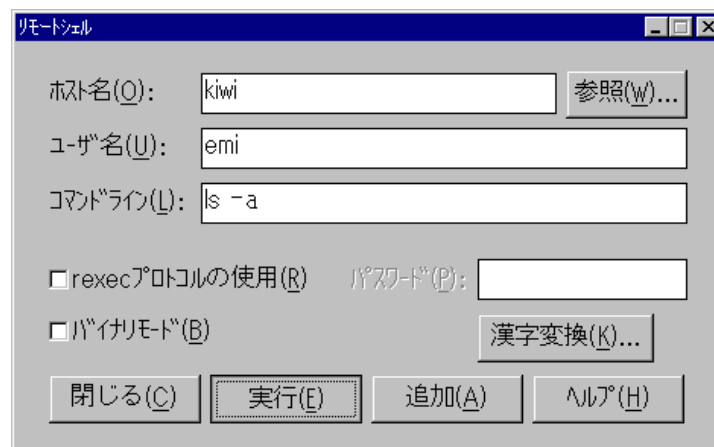 リモートシェル
ホスト名(O): kiwi 参照(W)...
ユーザ名(U): emi
コマンドライン(L): ls -a
rexecプロトコルの使用(R) パスワード(P):
バイナリモード(B) 漢字変換(K)...
閉じる(C) 実行(E) 追加(A) ヘルプ(H)